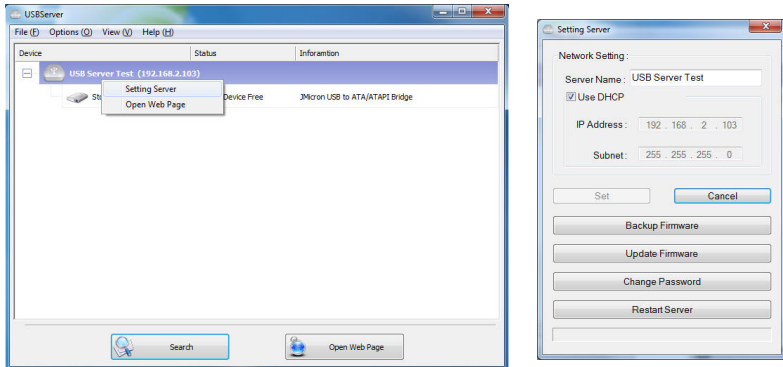 USBServer
File (F) Options (O) View (V) Help (H)
Device Status Inforamtion
USB Server Test (192.168.2.103)
Setting Server
Device Free JMicron USB to ATA/ATAPI Bridge
Open Web Page
Search Open Web Page
Setting Server
Network Setting :
Server Name : USB Server Test
Use DHCP
IP Address : 192 . 168 . 2 . 103
Subnet : 255 . 255 . 255 . 0
Set Cancel
Backup Firmware
Update Firmware
Change Password
Restart Server